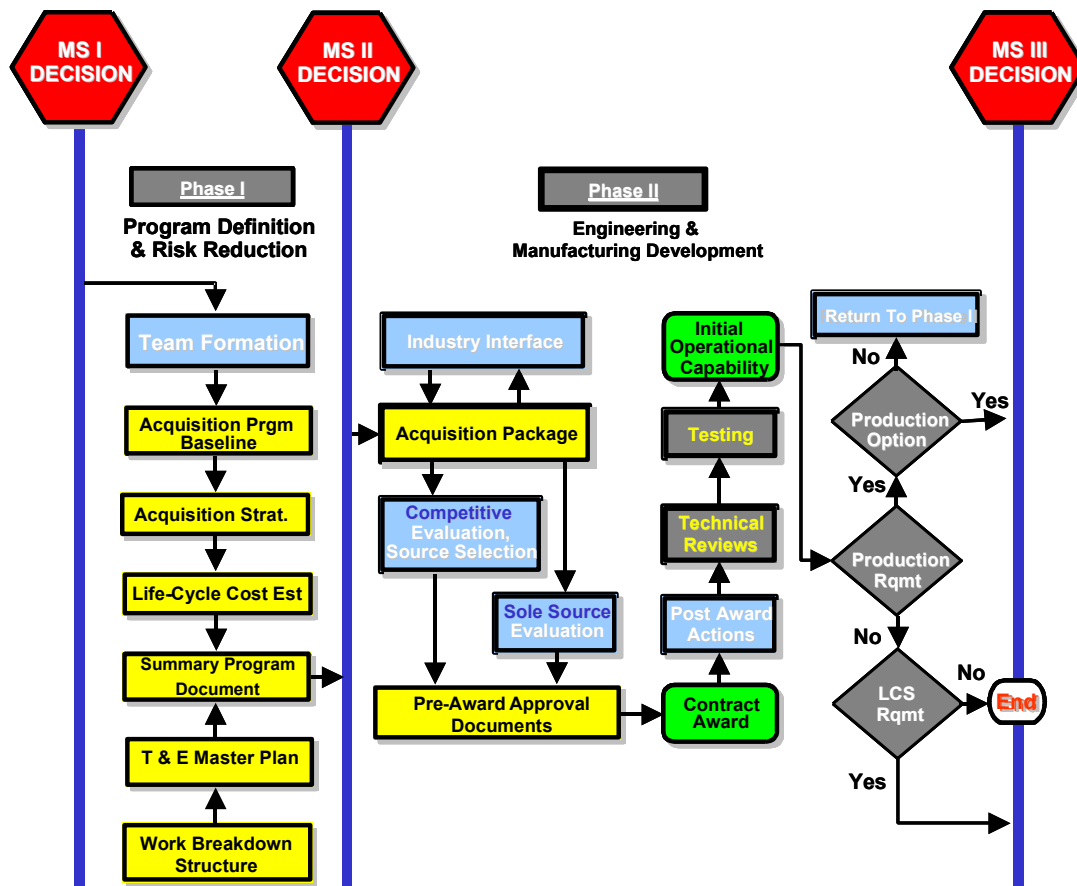 MS I
DECISION
MS II
DECISION
MS III
DECISION
Phase I
Program Definition
& Risk Reduction
Phase II
Engineering &
Manufacturing Development
Team Formation
Acquisition Prgm
Baseline
Acquisition Strat.
Life-Cycle Cost Est
Summary Program
Document
T & E Master Plan
Work Breakdown
Structure
Industry Interface
Acquisition Package
Competitive
Evaluation,
Source Selection
Sole Source
Evaluation
Pre-Award Approval
Documents
Initial
Operational
Capability
Testing
Technical
Reviews
Post Award
Actions
Contract
Award
Return To Phase I
No
Production
Option
Yes
Yes
Production
Rqmt
No
LCS
Rqmt
No
End
Yes